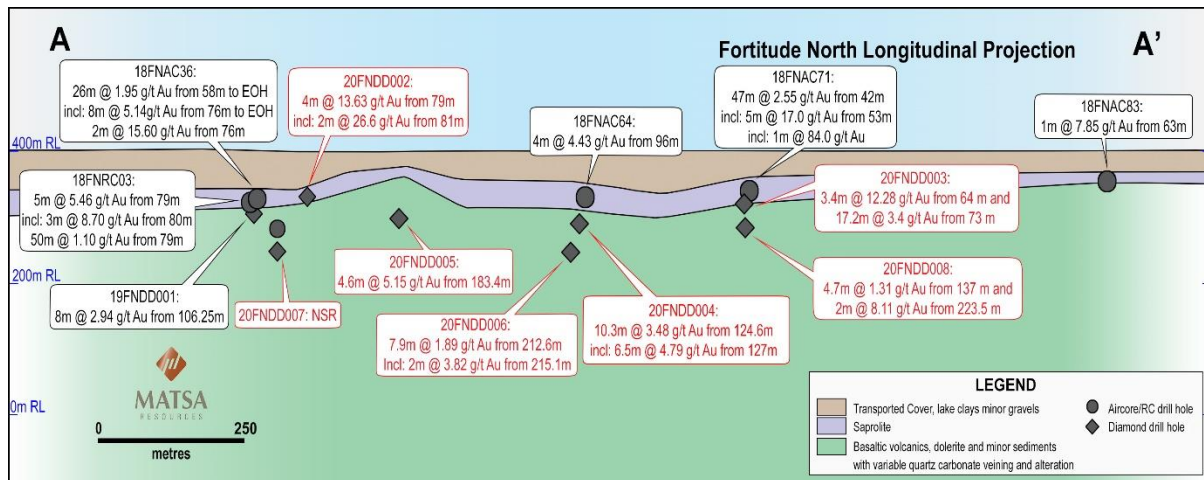 A
Fortitude North Longitudinal Projection
A'
18FNAC36:
26m @ 1.95 g/t Au from 58m to EOH
incl: 8m @ 5.14g/t Au from 76m to EOH
2m @ 15.60 g/t Au from 76m
20FNDD002:
4m @ 13.63 g/t Au from 79m
incl: 2m @ 26.6 g/t Au from 81m
18FNAC64:
4m @ 4.43 g/t Au from 96m
18FNAC71:
47m @ 2.55 g/t Au from 42m
incl: 5m @ 17.0 g/t Au from 53m
incl: 1m @ 84.0 g/t Au
18FNAC83:
1m @ 7.85 g/t Au from 63m
400m RL
18FNRC03:
5m @ 5.46 g/t Au from 79m
incl: 3m @ 8.70 g/t Au from 80m
50m @ 1.10 g/t Au from 79m
20FNDD003:
3.4m @ 12.28 g/t Au from 64 m and
17.2m @ 3.4 g/t Au from 73 m
200m RL
19FNDD001:
8m @ 2.94 g/t Au from 106.25m
20FNDD007: NSR
20FNDD005:
4.6m @ 5.15 g/t Au from 183.4m
20FNDD006:
7.9m @ 1.89 g/t Au from 212.6m
Incl: 2m @ 3.82 g/t Au from 215.1m
20FNDD004:
10.3m @ 3.48 g/t Au from 124.6m
incl: 6.5m @ 4.79 g/t Au from 127m
20FNDD008:
4.7m @ 1.31 g/t Au from 137 m and
2m @ 8.11 g/t Au from 223.5 m
MATSA
RESOURCES
0m RL
0 250
metres
LEGEND
Transported Cover, lake clays minor gravels
Saprolite
Basaltic volcanics, dolerite and minor sediments
with variable quartz carbonate veining and alteration
Aircore/RC drill hole
Diamond drill hole